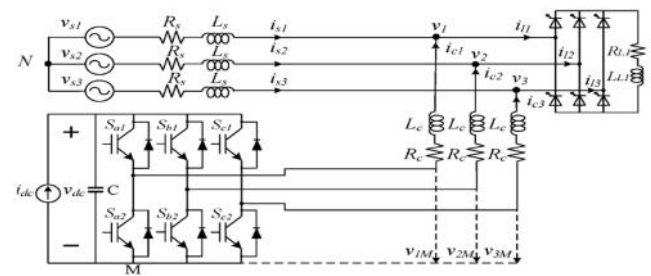 v_s1 R_s L_s i_s1 v_1 i_l1
i_c1
v_s2 R_s L_s i_s2 v_2 i_l2 R_L1
N
i_c2
v_s3 R_s L_s i_s3 v_3 i_l3 L_L1
i_c3
+ S_a1 S_b1 S_c1 L_c L_c L_c
R_c R_c R_c
i_dc v_dc C
S_a2 S_b2 S_c2
−
v_1M v_2M v_3M
M